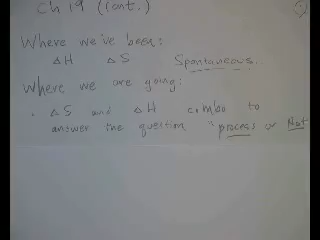 Ch 19 (cont.)
Where we've been:
ΔH ΔS Spontaneous..
Where we are going:
. ΔS and ΔH combo to
answer the question "process or Not